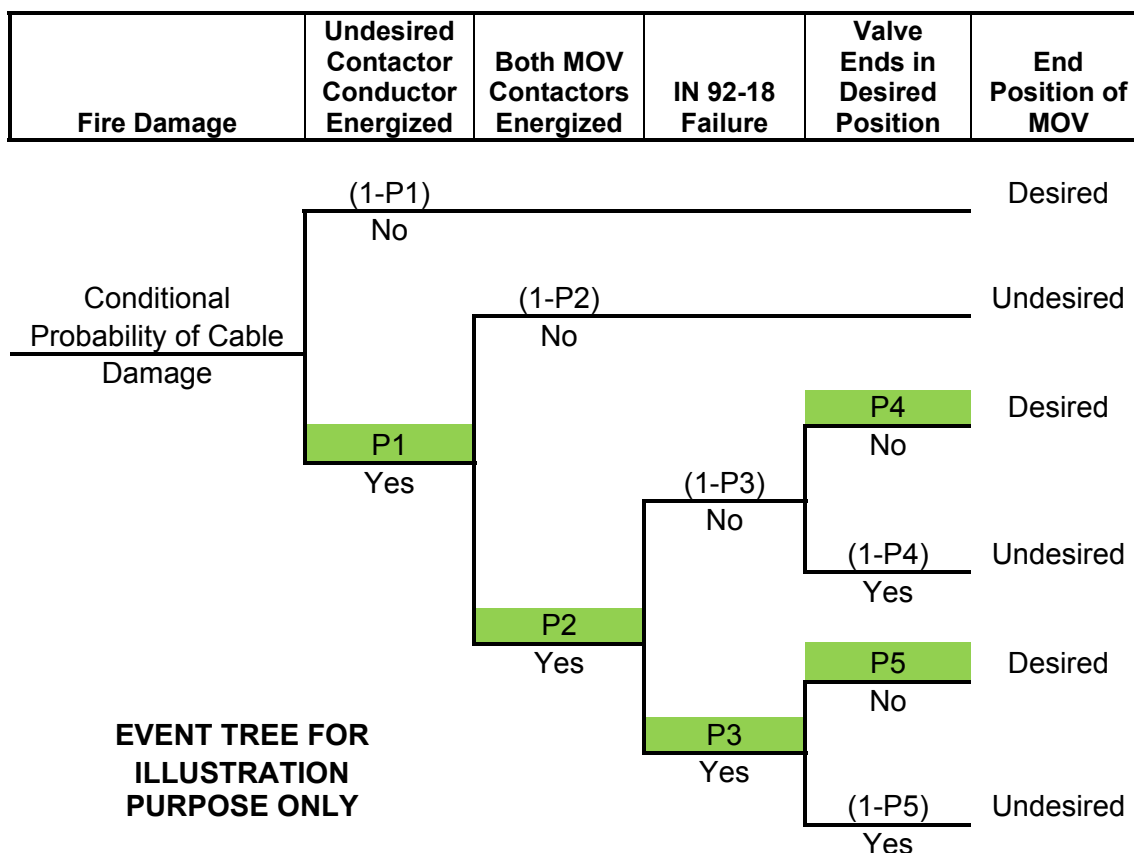 Fire Damage
Undesired
Contactor
Conductor
Energized
Both MOV
Contactors
Energized
IN 92-18
Failure
Valve
Ends in
Desired
Position
End
Position of
MOV
(1-P1)
No
Desired
Conditional
Probability of Cable
Damage
(1-P2)
No
Undesired
P1
Yes
P4
No
Desired
(1-P3)
No
(1-P4)
Yes
Undesired
P2
Yes
P5
No
Desired
P3
Yes
(1-P5)
Yes
Undesired
EVENT TREE FOR
ILLUSTRATION
PURPOSE ONLY